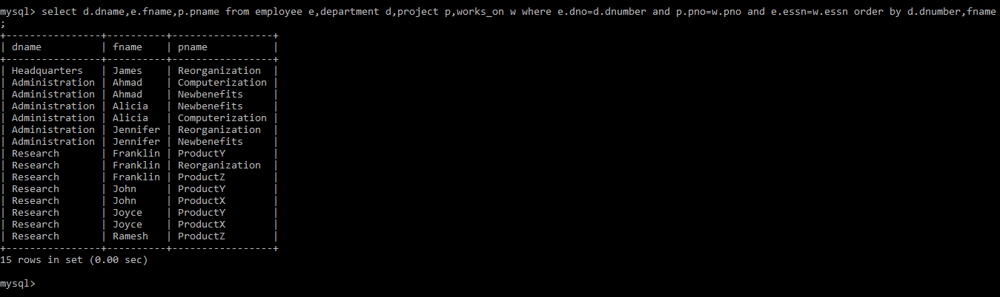 mysql> select d.dname,e.fname,p.pname from employee e,department d,project p,works_on w where e.dno=d.dnumber and p.pno=w.pno and e.essn=w.essn order by d.dnumber,fname
;
+----------------+----------+-----------------+
| dname          | fname    | pname           |
+----------------+----------+-----------------+
| Headquarters   | James    | Reorganization  |
| Administration | Ahmad    | Computerization |
| Administration | Ahmad    | Newbenefits     |
| Administration | Alicia   | Newbenefits     |
| Administration | Alicia   | Computerization |
| Administration | Jennifer | Reorganization  |
| Administration | Jennifer | Newbenefits     |
| Research       | Franklin | ProductY        |
| Research       | Franklin | Reorganization  |
| Research       | Franklin | ProductZ        |
| Research       | John     | ProductY        |
| Research       | John     | ProductX        |
| Research       | Joyce    | ProductY        |
| Research       | Joyce    | ProductX        |
| Research       | Ramesh   | ProductZ        |
+----------------+----------+-----------------+
15 rows in set (0.00 sec)
mysql>